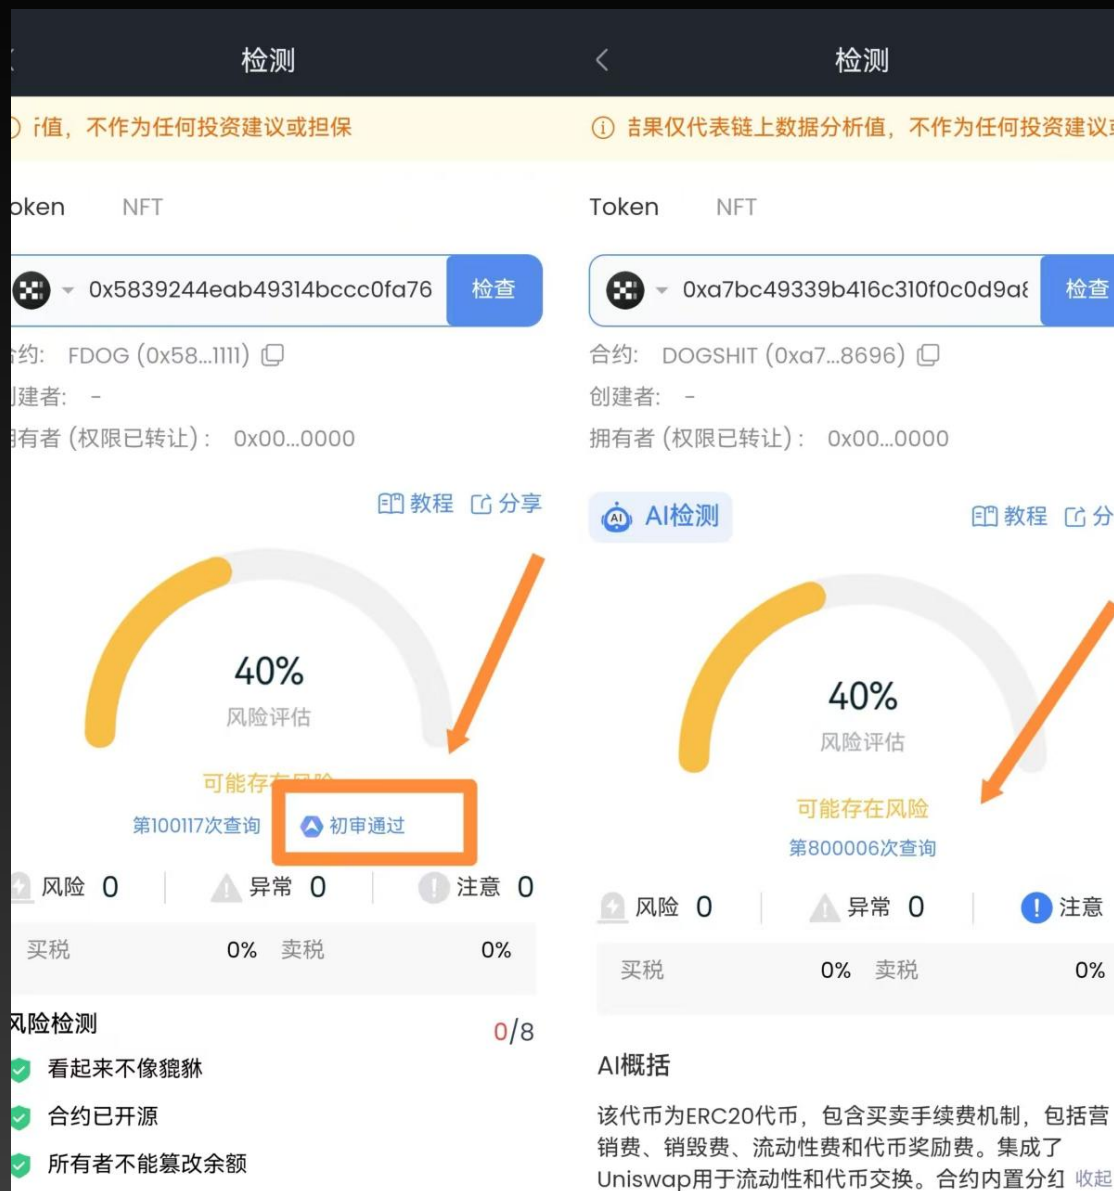 检测
值，不作为任何投资建议或担保
oken NFT
0x5839244eab49314bccc0fa76 检查
约: FDOG (0x58...1111)
建者: -
有者 (权限已转让) : 0x00...0000
教程 分享
40%
风险评估
可能存在风险
第100117次查询 初审通过
风险 0 异常 0 注意 0
买税 0% 卖税 0%
风险检测 0/8
看起来不像貔貅
合约已开源
所有者不能篡改余额
检测
结果仅代表链上数据分析值，不作为任何投资建议或
Token NFT
0xa7bc49339b416c310f0c0d9a8 检查
合约: DOGSHIT (0xa7...8696)
创建者: -
拥有者 (权限已转让) : 0x00...0000
AI AI检测 教程 分
40%
风险评估
可能存在风险
第800006次查询
风险 0 异常 0 注意
买税 0% 卖税 0%
AI概括
该代币为ERC20代币，包含买卖手续费机制，包括营
销费、销毁费、流动性费和代币奖励费。集成了
Uniswap用于流动性和代币交换。合约内置分红 收起